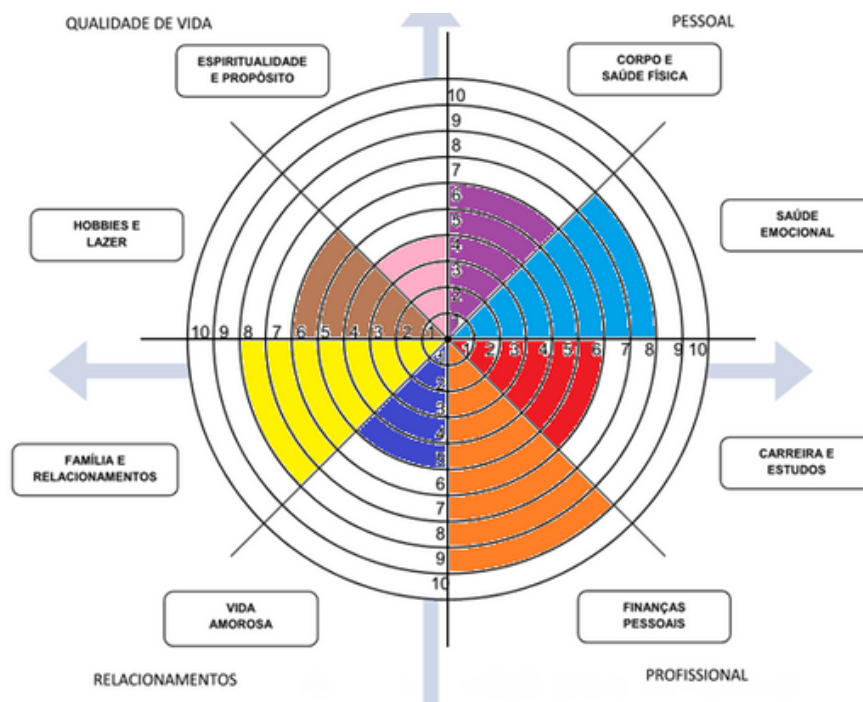 QUALIDADE DE VIDA
PESSOAL
ESPIRITUALIDADE
E PROPÓSITO
CORPO E
SAÚDE FÍSICA
HOBBIES E
LAZER
SAÚDE
EMOCIONAL
10
9
8
7
6
5
4
3
2
1
10 9 8 7 6 5 4 3 2 1
1 2 3 4 5 6 7 8 9 10
1
2
3
4
5
6
7
8
9
10
FAMÍLIA E
RELACIONAMENTOS
CARREIRA E
ESTUDOS
VIDA
AMOROSA
FINANÇAS
PESSOAIS
RELACIONAMENTOS
PROFISSIONAL